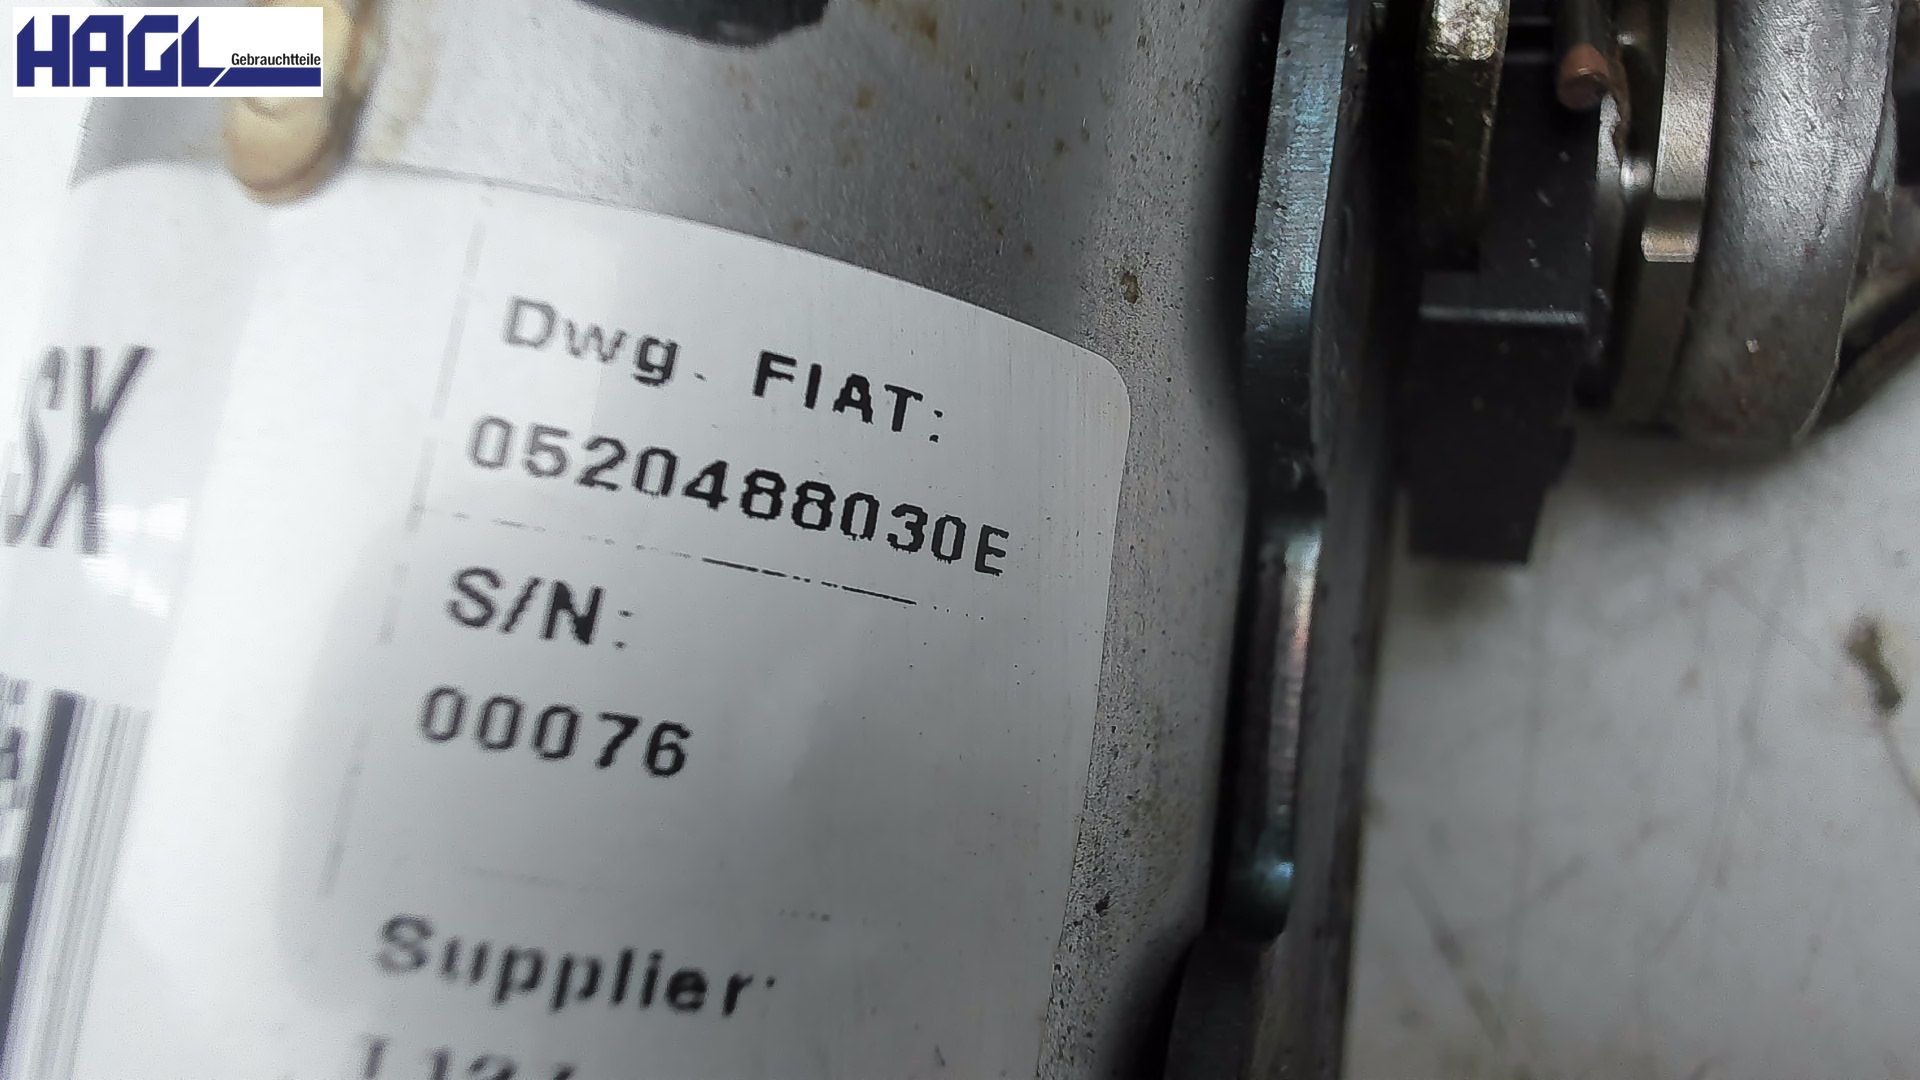 HAGL
Gebrauchtteile
SX
Dwg. FIAT:
0520488030E
S/N:
00076
Supplier: